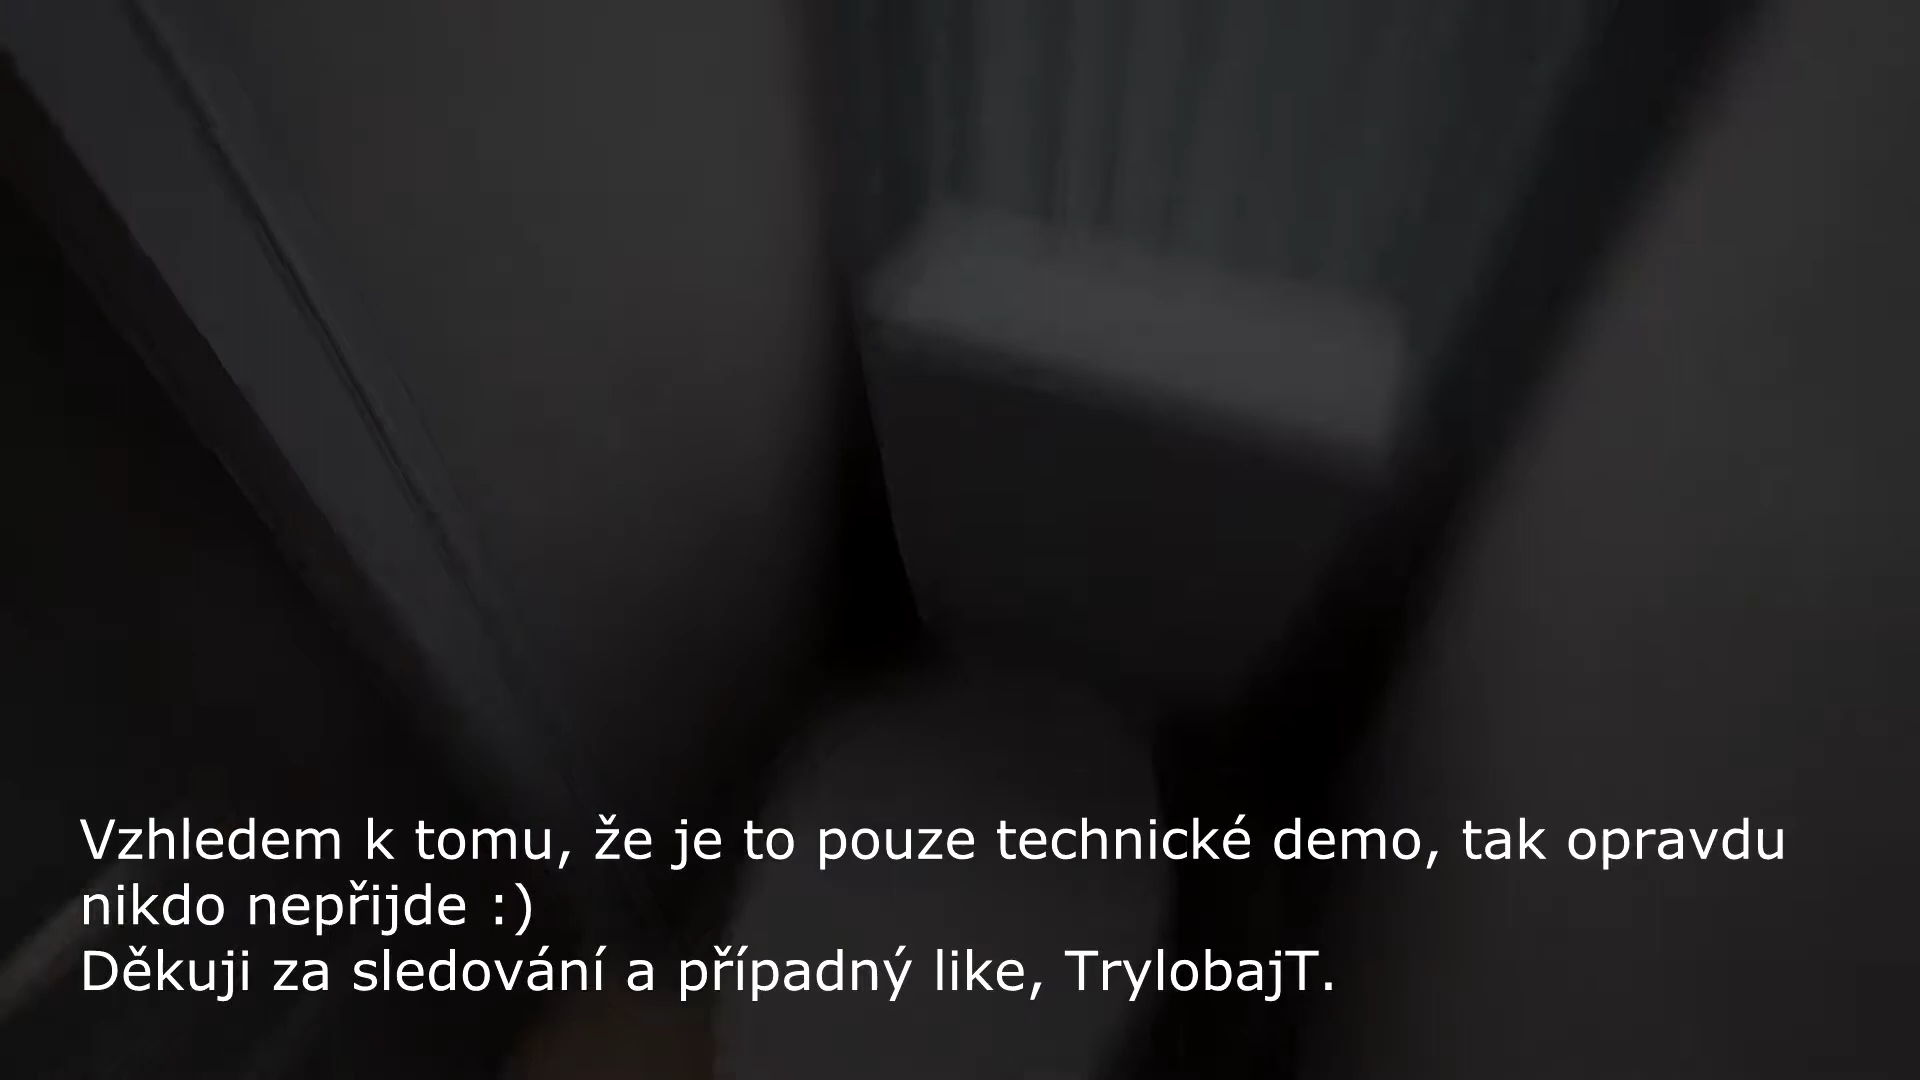 Vzhledem k tomu, že je to pouze technické demo, tak opravdu
nikdo nepřijde :)
Děkuji za sledování a případný like, TrylobajT.